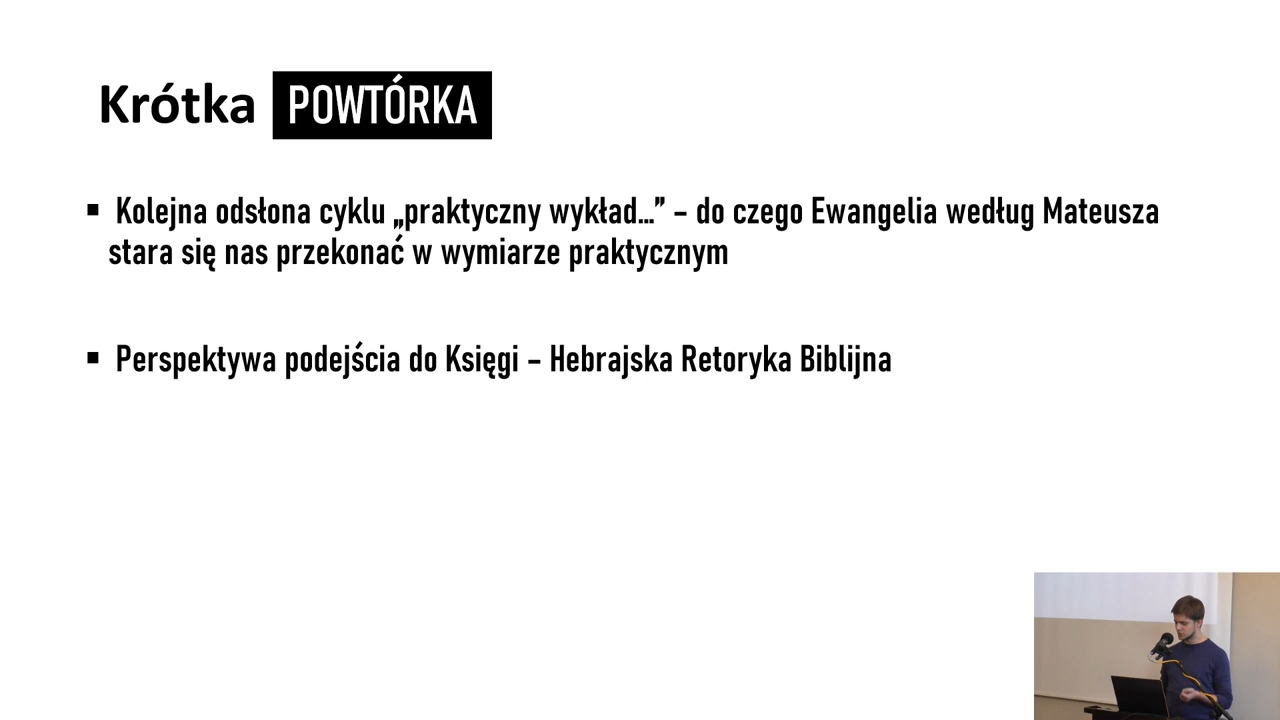 Krótka POWTÓRKA
▪ Kolejna odsłona cyklu „praktyczny wykład…” – do czego Ewangelia według Mateusza
stara się nas przekonać w wymiarze praktycznym
▪ Perspektywa podejścia do Księgi – Hebrajska Retoryka Biblijna